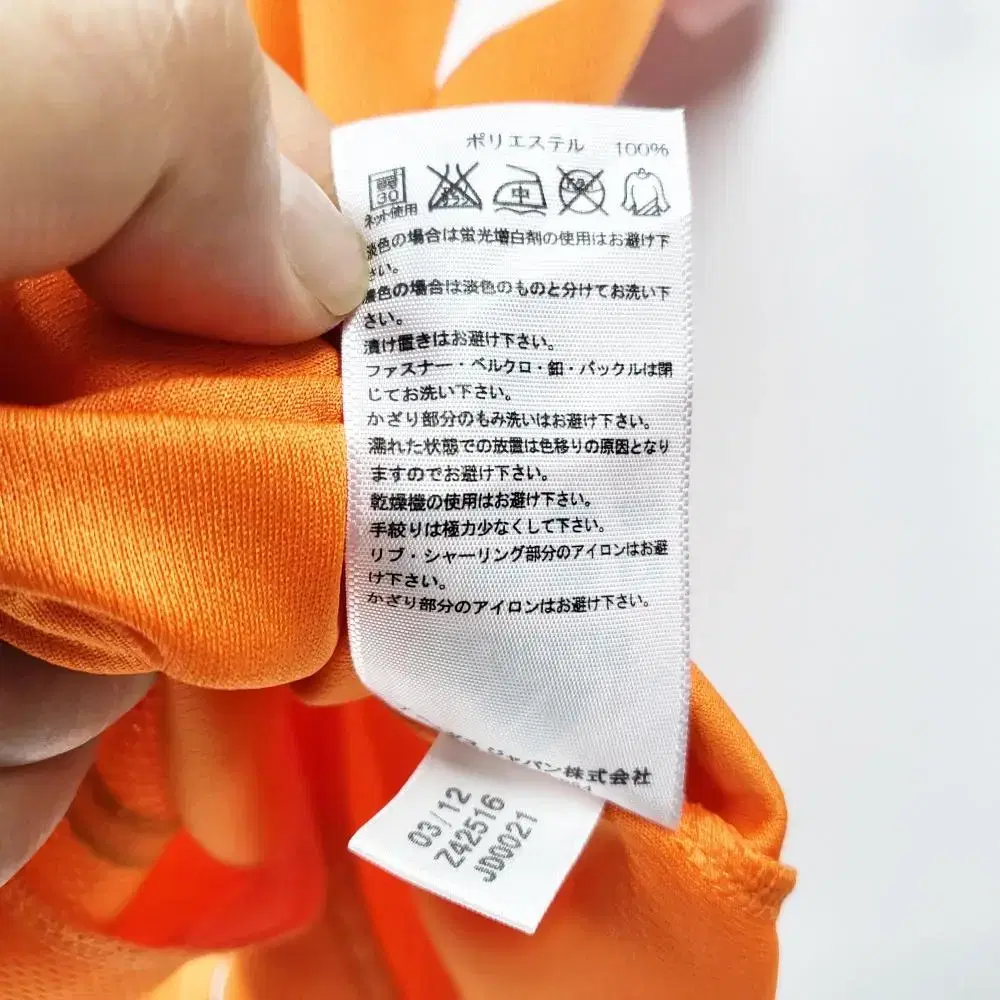 ポリエステル 100%
30 エンソ 中
ネット使用
淡色の場合は蛍光増白剤の使用はお避け下
さい。
濃色の場合は淡色のものと分けてお洗い下
さい。
漬け置きはお避け下さい。
ファスナー・ベルクロ・釦・バックルは閉
じてお洗い下さい。
かざり部分のもみ洗いはお避け下さい。
濡れた状態での放置は色移りの原因となり
ますのでお避け下さい。
乾燥機の使用はお避け下さい。
手絞りは極力少なくして下さい。
リブ・シャーリング部分のアイロンはお避
け下さい。
かざり部分のアイロンはお避け下さい。
ジャパン株式会社
03/12
Z42516
JD0021